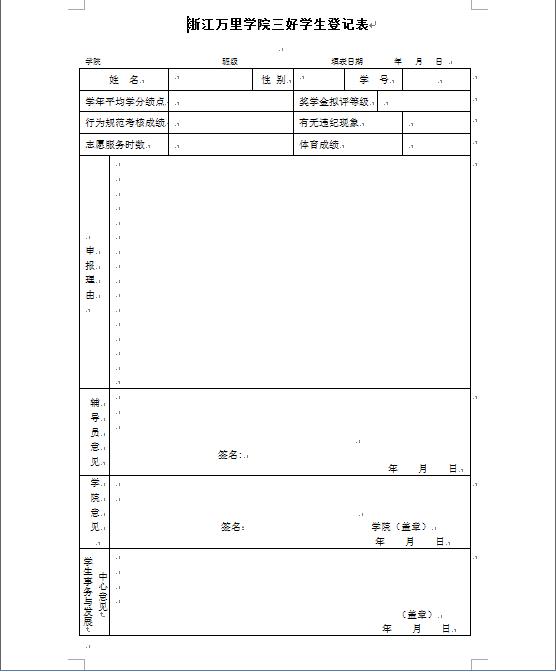 浙江万里学院三好学生登记表
学院 班级 填表日期 年 月 日
姓 名 性 别 学 号
学年平均学分绩点 奖学金拟评等级
行为规范考核成绩 有无违纪现象
志愿服务时数 体育成绩
申报理由
辅导员意见
签名:
年 月 日
学院意见
签名: 学院（盖章）
年 月 日
学生事务与发展中心意见
（盖章）
年 月 日